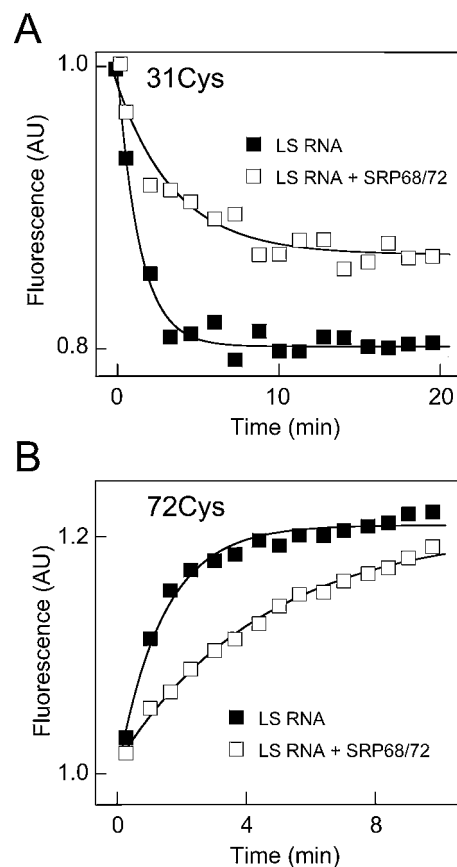 A
1.0
31Cys
LS RNA
LS RNA + SRP68/72
Fluorescence (AU)
0.8
0 10 20
Time (min)
B
72Cys
1.2
Fluorescence (AU)
LS RNA
LS RNA + SRP68/72
1.0
0 4 8
Time (min)